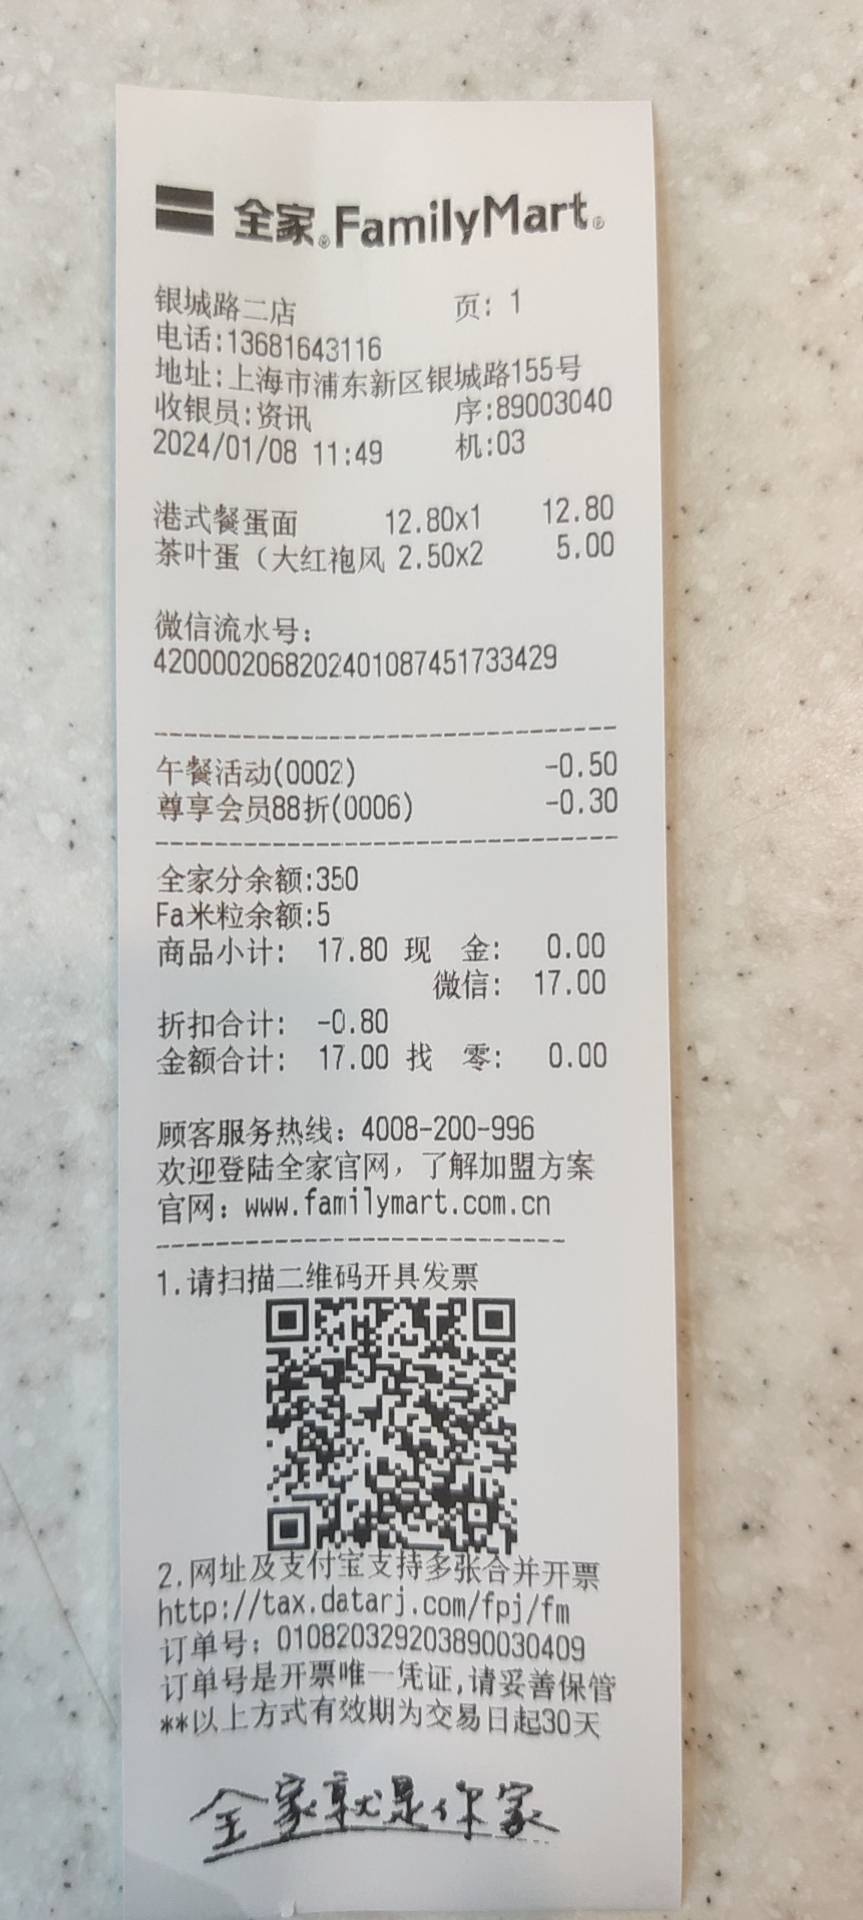 全家®FamilyMart®
银城路二店 页: 1
电话:13681643116
地址:上海市浦东新区银城路155号
收银员:资讯 序:89003040
2024/01/08 11:49 机:03
港式餐蛋面 12.80x1 12.80
茶叶蛋（大红袍风 2.50x2 5.00
微信流水号：
4200002068202401087451733429
午餐活动(0002) -0.50
尊享会员88折(0006) -0.30
全家分余额:350
Fa米粒余额:5
商品小计: 17.80 现 金: 0.00
微信: 17.00
折扣合计: -0.80
金额合计: 17.00 找 零: 0.00
顾客服务热线：4008-200-996
欢迎登陆全家官网，了解加盟方案
官网：www.familymart.com.cn
1.请扫描二维码开具发票
2.网址及支付宝支持多张合并开票
http://tax.datarj.com/fpj/fm
订单号：010820329203890030409
订单号是开票唯一凭证,请妥善保管
**以上方式有效期为交易日起30天
全家就是你家